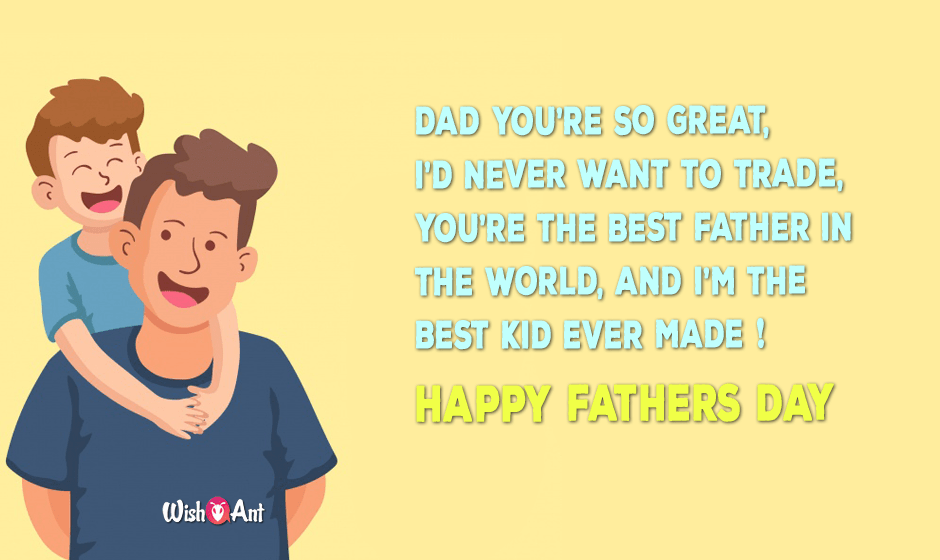 DAD YOU'RE SO GREAT,
I'D NEVER WANT TO TRADE,
YOU'RE THE BEST FATHER IN
THE WORLD, AND I'M THE
BEST KID EVER MADE !
HAPPY FATHERS DAY
Wish Ant